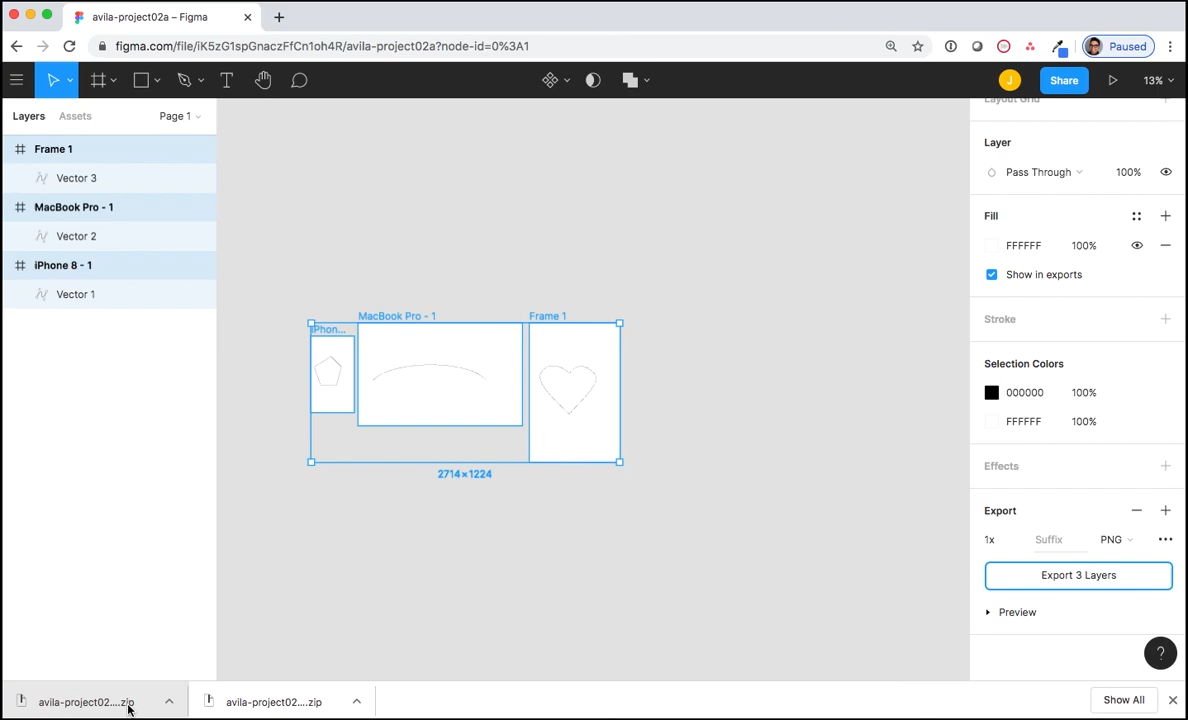 avila-project02a – Figma
figma.com/file/iK5zG1spGnaczFfCn1oh4R/avila-project02a?node-id=0%3A1
Paused
J
Share
13%
Layers
Assets
Page 1
Frame 1
Vector 3
MacBook Pro - 1
Vector 2
iPhone 8 - 1
Vector 1
MacBook Pro - 1
Frame 1
iPhon...
2714×1224
Layout Grid
Layer
Pass Through
100%
Fill
FFFFFF
100%
Show in exports
Stroke
Selection Colors
000000
100%
FFFFFF
100%
Effects
Export
1x
Suffix
PNG
Export 3 Layers
Preview
?
avila-project02....zip
avila-project02....zip
Show All